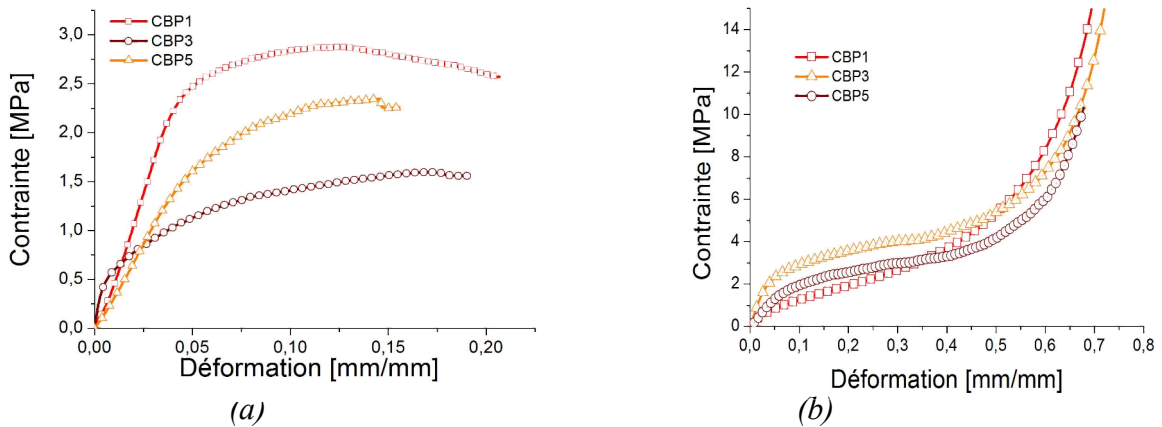 CBP1
CBP3
CBP5
3,0
2,5
2,0
1,5
1,0
0,5
0,0
Contrainte [MPa]
0,00 0,05 0,10 0,15 0,20
Déformation [mm/mm]
(a)
CBP1
CBP3
CBP5
14
12
10
8
6
4
2
0
Contrainte [MPa]
0,0 0,1 0,2 0,3 0,4 0,5 0,6 0,7 0,8
Déformation [mm/mm]
(b)